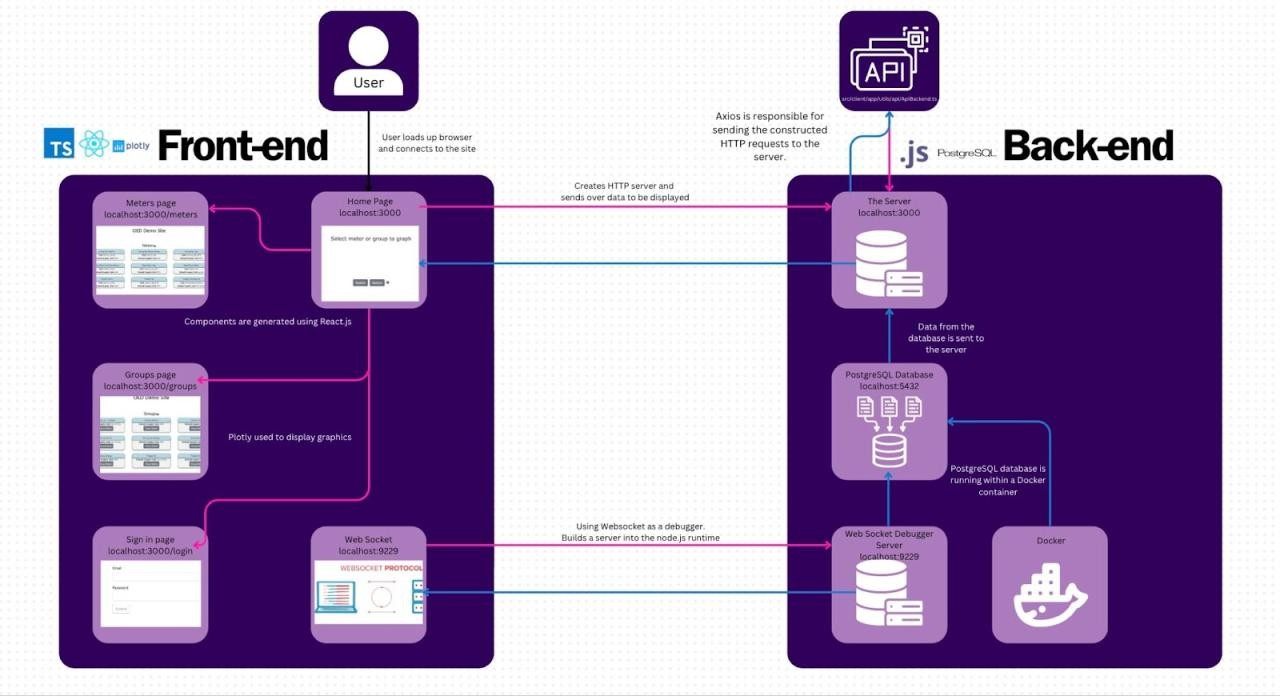 User
API
src/client/app/utils/api/ApiBackend.ts
TS
plotly
Front-end
User loads up browser
and connects to the site
Axios is responsible for
sending the constructed
HTTP requests to the
server.
.js
PostgreSQL
Back-end
Meters page
localhost:3000/meters
OED Demo Site
Meters
Home Page
localhost:3000
Select meter or group to graph
Creates HTTP server and
sends over data to be displayed
The Server
localhost:3000
Components are generated using React.js
Data from the
database is sent to
the server
Groups page
localhost:3000/groups
OED Demo Site
Groups
Plotly used to display graphics
PostgreSQL Database
localhost:5432
PostgreSQL database is
running within a Docker
container
Sign in page
localhost:3000/login
Email
Password
Submit
Web Socket
localhost:9229
WEBSOCKET PROTOCOL
Using Websocket as a debugger.
Builds a server into the node.js runtime
Web Socket Debugger
Server
localhost:9229
Docker